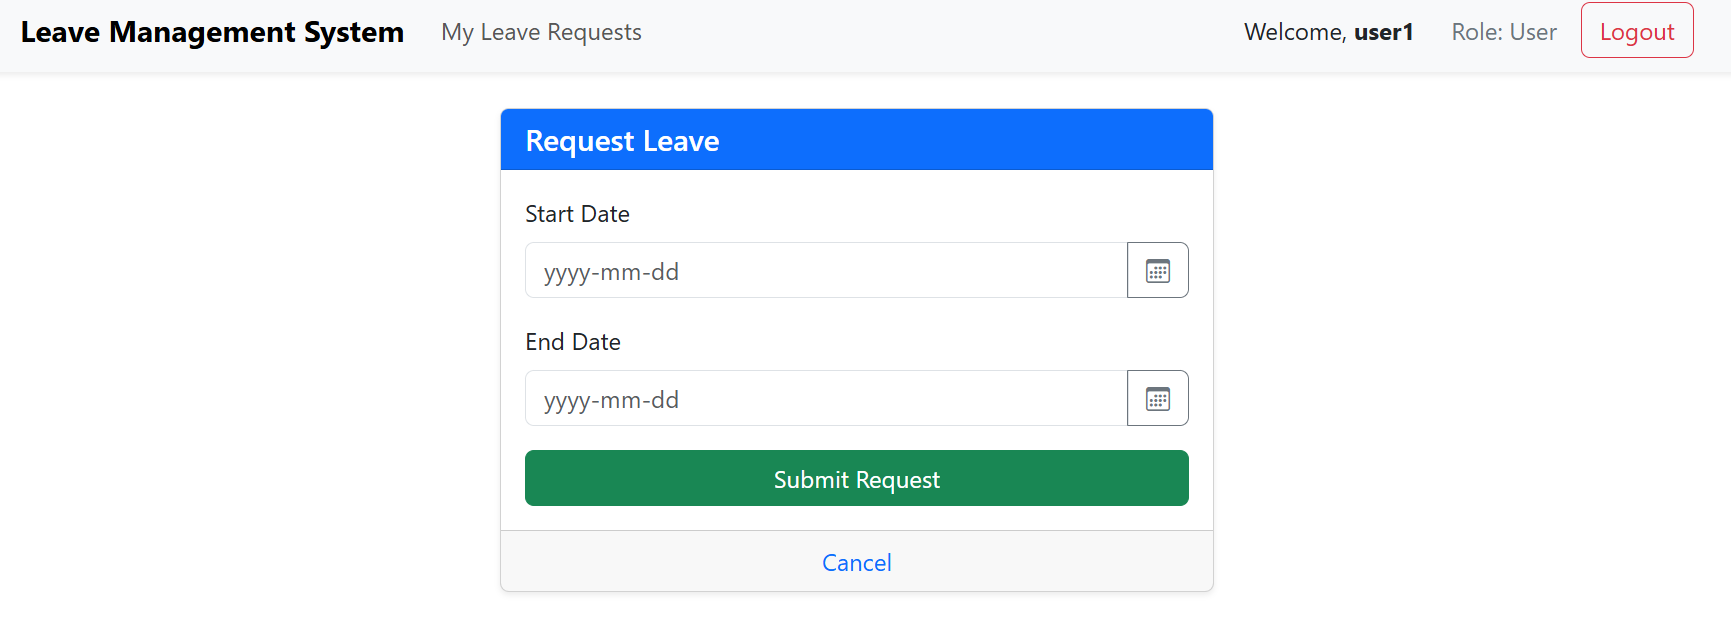 Leave Management System My Leave Requests Welcome, user1 Role: User Logout
Request Leave
Start Date
yyyy-mm-dd
End Date
yyyy-mm-dd
Submit Request
Cancel